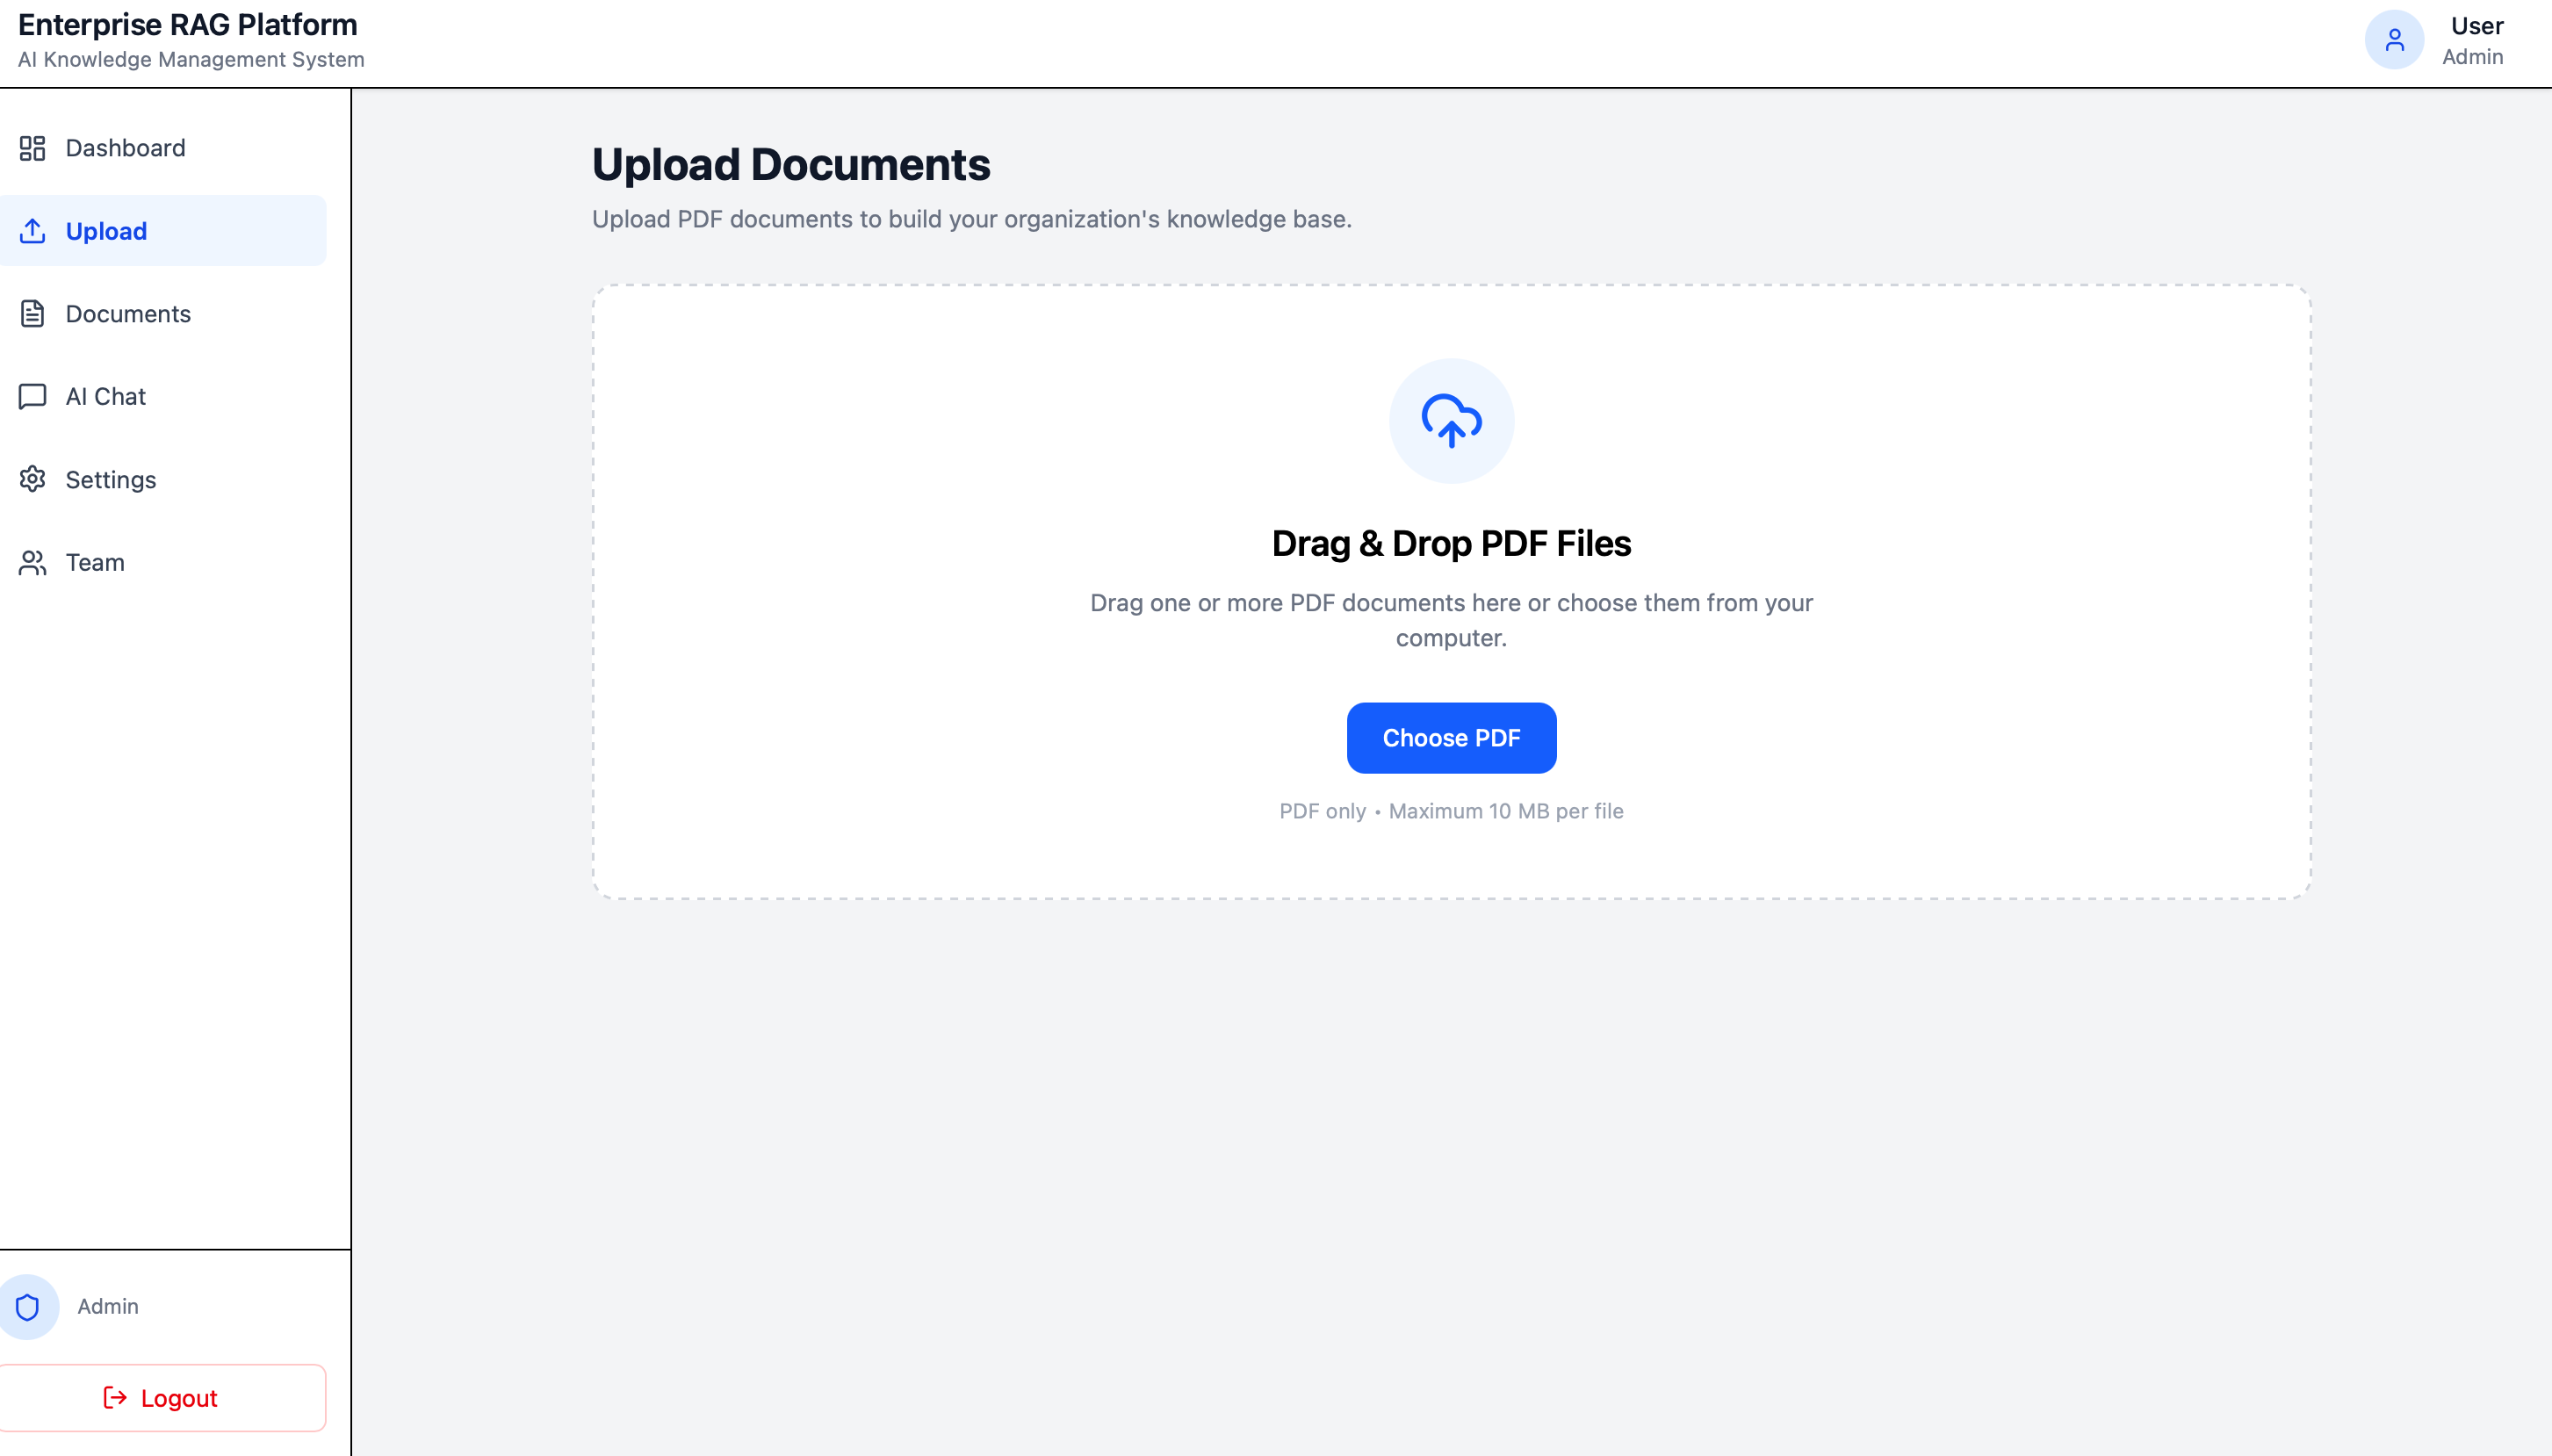 Enterprise RAG Platform
AI Knowledge Management System
User
Admin
Dashboard
Upload
Documents
AI Chat
Settings
Team
Admin
Logout
Upload Documents
Upload PDF documents to build your organization's knowledge base.
Drag & Drop PDF Files
Drag one or more PDF documents here or choose them from your
computer.
Choose PDF
PDF only • Maximum 10 MB per file